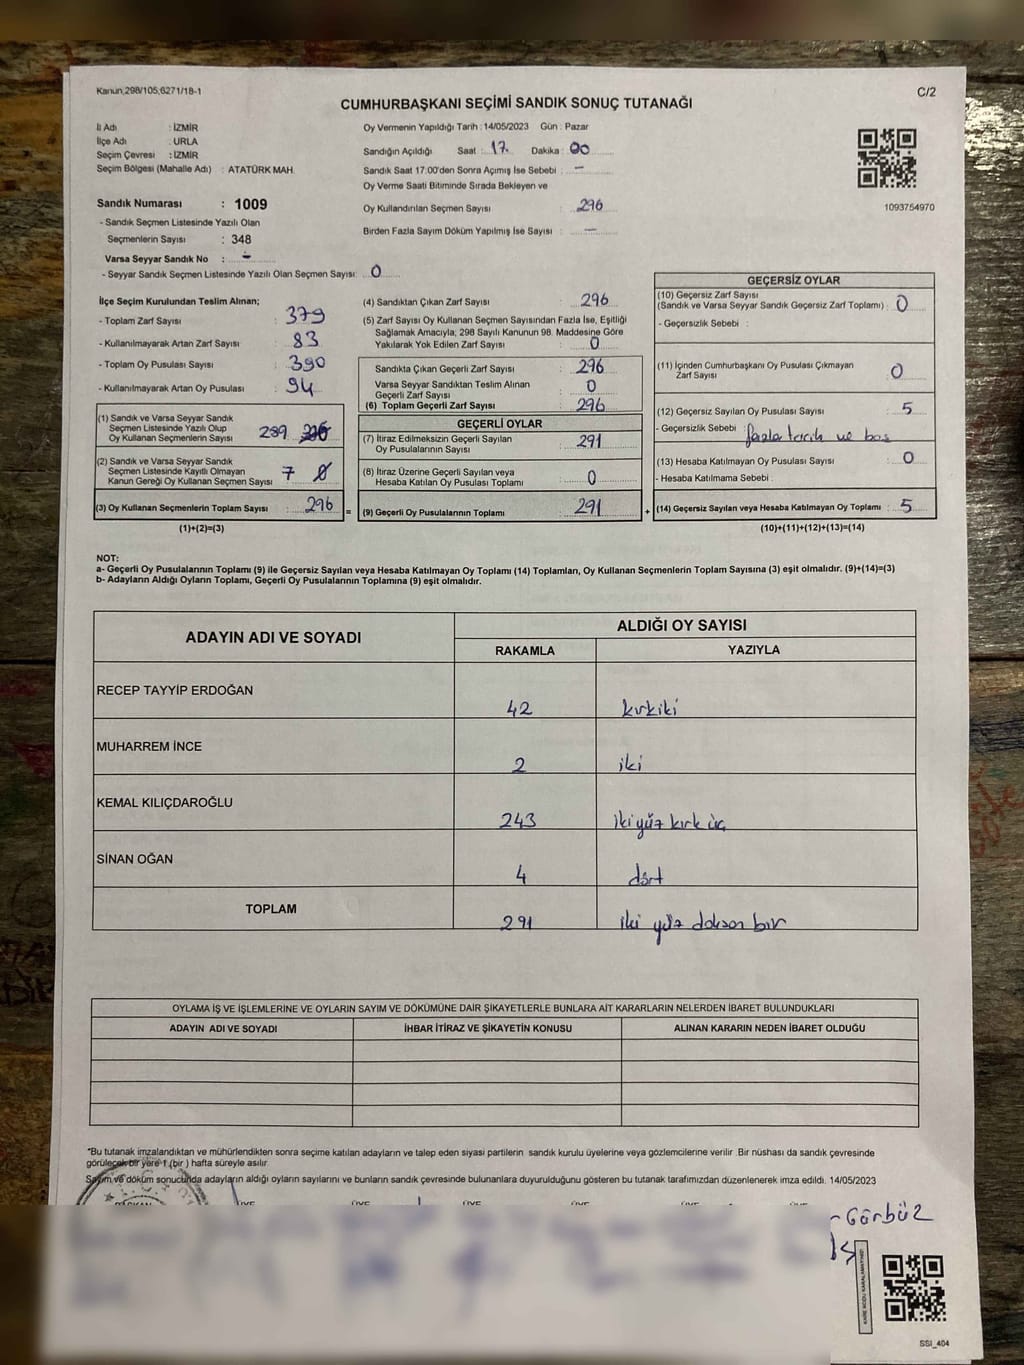 Kanun,298/105,6271/18-1
C/2
CUMHURBAŞKANI SEÇİMİ SANDIK SONUÇ TUTANAĞI
İl Adı : İZMİR
İlçe Adı : URLA
Seçim Çevresi : İZMİR
Seçim Bölgesi (Mahalle Adı) : ATATÜRK MAH.
Oy Vermenin Yapıldığı Tarih : 14/05/2023 Gün : Pazar
Sandığın Açıldığı Saat : 17 Dakika : 00
Sandık Saat 17:00'den Sonra Açımış İse Sebebi : -
Oy Verme Saati Bitiminde Sırada Bekleyen ve
Oy Kullandırılan Seçmen Sayısı : 296
Birden Fazla Sayım Döküm Yapılmış İse Sayısı : -
1093754970
Sandık Numarası : 1009
- Sandık Seçmen Listesinde Yazılı Olan
Seçmenlerin Sayısı : 348
Varsa Seyyar Sandık No : -
- Seyyar Sandık Seçmen Listesinde Yazılı Olan Seçmen Sayısı: 0
İlçe Seçim Kurulundan Teslim Alınan;
- Toplam Zarf Sayısı : 379
- Kullanılmayarak Artan Zarf Sayısı : 83
- Toplam Oy Pusulası Sayısı : 390
- Kullanılmayarak Artan Oy Pusulası : 94
(1) Sandık ve Varsa Seyyar Sandık
Seçmen Listesinde Yazılı Olup
Oy Kullanan Seçmenlerin Sayısı 289
(2) Sandık ve Varsa Seyyar Sandık
Seçmen Listesinde Kayıtlı Olmayan
Kanun Gereği Oy Kullanan Seçmen Sayısı : 7
(3) Oy Kullanan Seçmenlerin Toplam Sayısı : 296 =
(1)+(2)=(3)
(4) Sandıktan Çıkan Zarf Sayısı : 296
(5) Zarf Sayısı Oy Kullanan Seçmen Sayısından Fazla İse, Eşitliği
Sağlamak Amacıyla, 298 Sayılı Kanunun 98. Maddesine Göre
Yakılarak Yok Edilen Zarf Sayısı : 0
Sandıkta Çıkan Geçerli Zarf Sayısı : 296
Varsa Seyyar Sandıktan Teslim Alınan
Geçerli Zarf Sayısı : 0
(6) Toplam Geçerli Zarf Sayısı : 296
GEÇERLİ OYLAR
(7) İtiraz Edilmeksizin Geçerli Sayılan
Oy Pusulalarının Sayısı : 291
(8) İtiraz Üzerine Geçerli Sayılan veya
Hesaba Katılan Oy Pusulası Toplamı : 0
(9) Geçerli Oy Pusulalarının Toplamı : 291 +
GEÇERSİZ OYLAR
(10) Geçersiz Zarf Sayısı
(Sandık ve Varsa Seyyar Sandık Geçersiz Zarf Toplamı) : 0
- Geçersizlik Sebebi :
(11) İçinden Cumhurbaşkanı Oy Pusulası Çıkmayan
Zarf Sayısı : 0
(12) Geçersiz Sayılan Oy Pusulası Sayısı : 5
- Geçersizlik Sebebi : fazla tercih ve boş
(13) Hesaba Katılmayan Oy Pusulası Sayısı : 0
- Hesaba Katılmama Sebebi :
(14) Geçersiz Sayılan veya Hesaba Katılmayan Oy Toplamı : 5
(10)+(11)+(12)+(13)=(14)
NOT:
a- Geçerli Oy Pusulalarının Toplamı (9) ile Geçersiz Sayılan veya Hesaba Katılmayan Oy Toplamı (14) Toplamları, Oy Kullanan Seçmenlerin Toplam Sayısına (3) eşit olmalıdır. (9)+(14)=(3)
b- Adayların Aldığı Oyların Toplamı, Geçerli Oy Pusulalarının Toplamına (9) eşit olmalıdır.
ADAYIN ADI VE SOYADI
ALDIĞI OY SAYISI
RAKAMLA YAZIYLA
RECEP TAYYİP ERDOĞAN 42 kırkiki
MUHARREM İNCE 2 iki
KEMAL KILIÇDAROĞLU 243 ikiyüz kırk üç
SİNAN OĞAN 4 dört
TOPLAM 291 iki yüz doksan bir
OYLAMA İŞ VE İŞLEMLERİNE VE OYLARIN SAYIM VE DÖKÜMÜNE DAİR ŞİKAYETLERLE BUNLARA AİT KARARLARIN NELERDEN İBARET BULUNDUKLARI
ADAYIN ADI VE SOYADI İHBAR İTİRAZ VE ŞİKAYETİN KONUSU ALINAN KARARIN NEDEN İBARET OLDUĞU
*Bu tutanak imzalandıktan ve mühürlendikten sonra seçime katılan adayların ve talep eden siyasi partilerin sandık kurulu üyelerine veya gözlemcilerine verilir. Bir nüshası da sandık çevresinde
görülecek bir yere 1 (bir) hafta süreyle asılır.
Sayım ve döküm sonucunda adayların aldığı oyların sayılarını ve bunların sandık çevresinde bulunanlara duyurulduğunu gösteren bu tutanak tarafımızdan düzenlenerek imza edildi. 14/05/2023
Gürbüz
KARE KODU KARALAMAYINIZ!
SSI_404